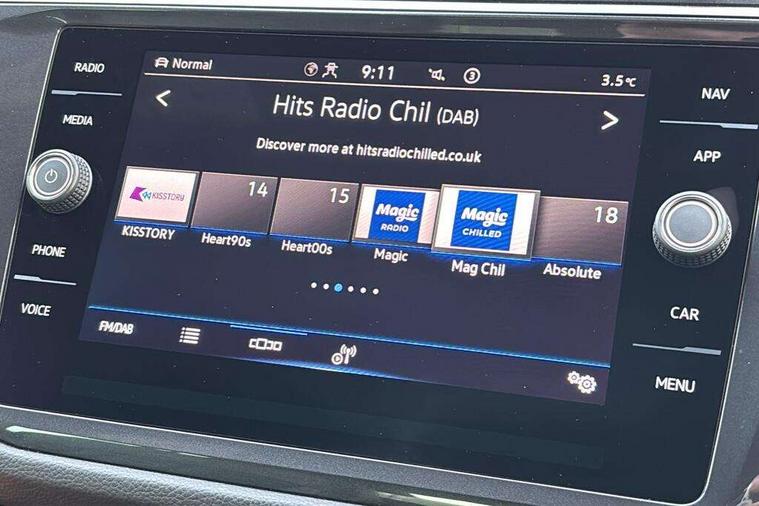 RADIO
MEDIA
PHONE
VOICE
Normal
9:11
3
3.5°C
Hits Radio Chil (DAB)
Discover more at hitsradiochilled.co.uk
KISSTORY
KISSTORY
14
Heart90s
15
Heart00s
Magic
RADIO
Magic
Magic
CHILLED
Mag Chil
18
Absolute
FM/DAB
NAV
APP
CAR
MENU